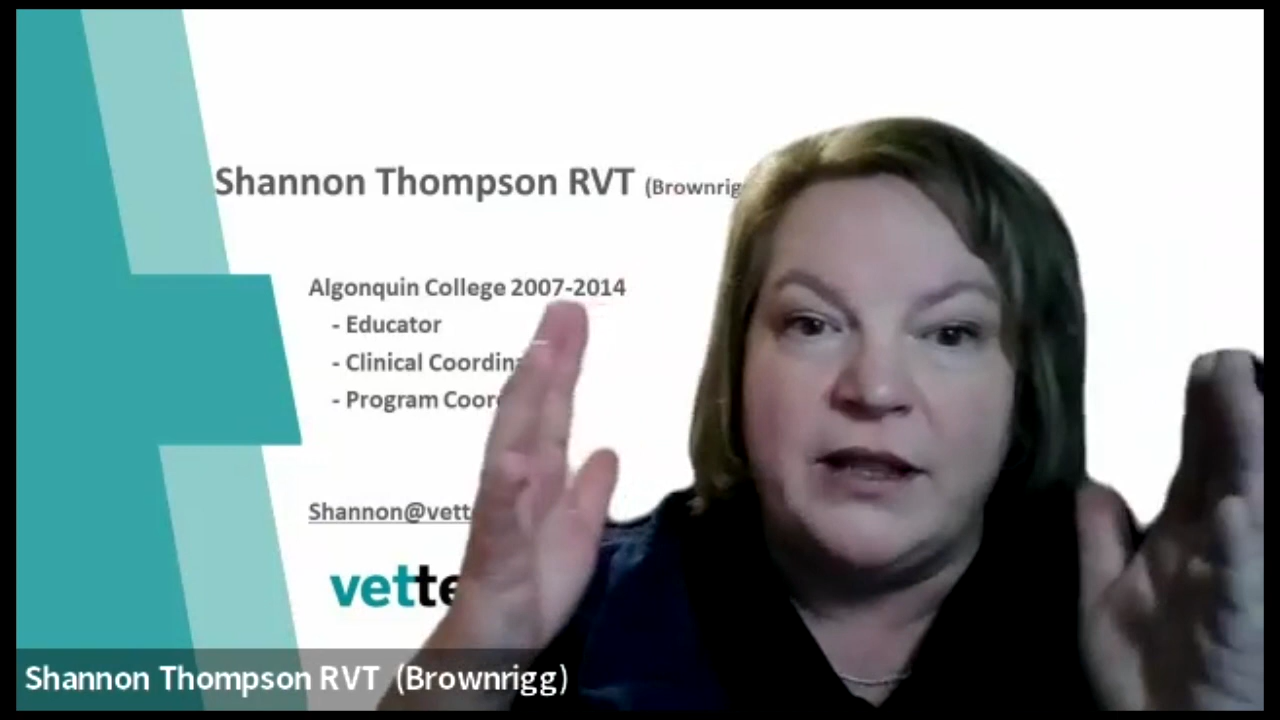 Shannon Thompson RVT (Brownrig
Algonquin College 2007-2014
- Educator
- Clinical Coordina
- Program Coor
Shannon@vett
vette
Shannon Thompson RVT (Brownrigg)